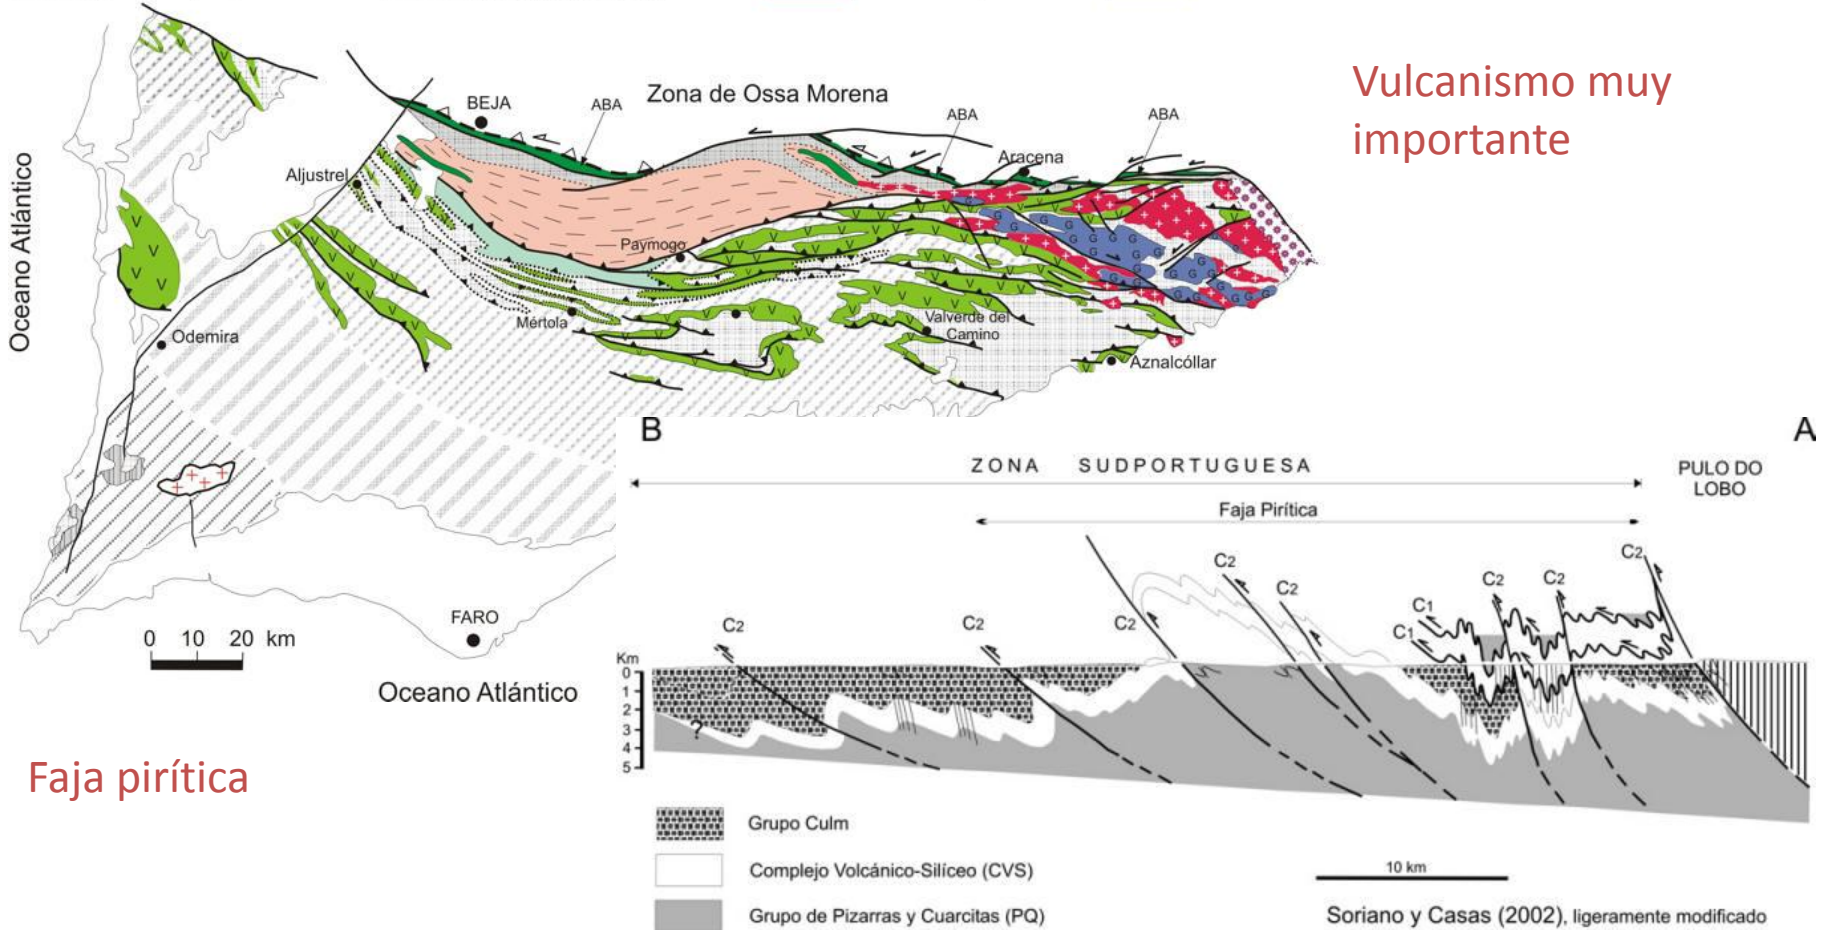 Vulcanismo muy
importante
Zona de Ossa Morena
BEJA
ABA
ABA
ABA
Aracena
Aljustrel
Oceano Atlántico
Paymogo
Mértola
Valverde del
Camino
Odemira
Aznalcóllar
FARO
0 10 20 km
Oceano Atlántico
Faja pirítica
B
A
ZONA SUDPORTUGUESA
PULO DO
LOBO
Faja Pirítica
C2
C2
C2
C2
C2
C1
C1
C2
C2
C2
Km
0
1
2
3
4
5
?
Grupo Culm
Complejo Volcánico-Silíceo (CVS)
Grupo de Pizarras y Cuarcitas (PQ)
10 km
Soriano y Casas (2002), ligeramente modificado